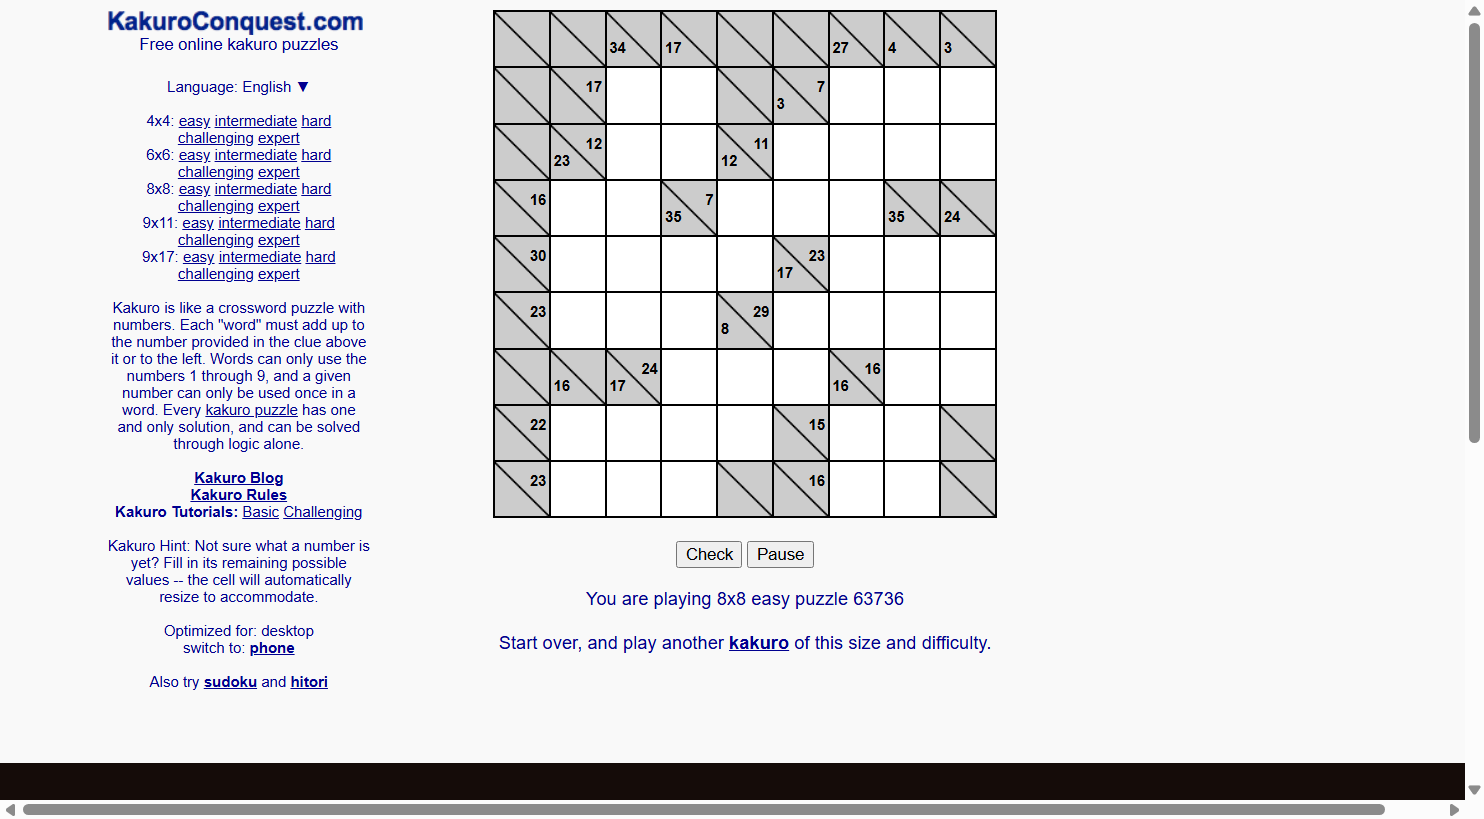 KakuroConquest.com
Free online kakuro puzzles
Language: English ▼
4x4: easy intermediate hard
challenging expert
6x6: easy intermediate hard
challenging expert
8x8: easy intermediate hard
challenging expert
9x11: easy intermediate hard
challenging expert
9x17: easy intermediate hard
challenging expert
Kakuro is like a crossword puzzle with
numbers. Each "word" must add up to
the number provided in the clue above
it or to the left. Words can only use the
numbers 1 through 9, and a given
number can only be used once in a
word. Every kakuro puzzle has one
and only solution, and can be solved
through logic alone.
Kakuro Blog
Kakuro Rules
Kakuro Tutorials: Basic Challenging
Kakuro Hint: Not sure what a number is
yet? Fill in its remaining possible
values -- the cell will automatically
resize to accommodate.
Optimized for: desktop
switch to: phone
Also try sudoku and hitori
34 17 27 4 3
17 7
3
12 11
23 12
16 7
35 35 24
30 23
17
23 29
8
24 16
16 17 16
22 15
23 16
Check Pause
You are playing 8x8 easy puzzle 63736
Start over, and play another kakuro of this size and difficulty.